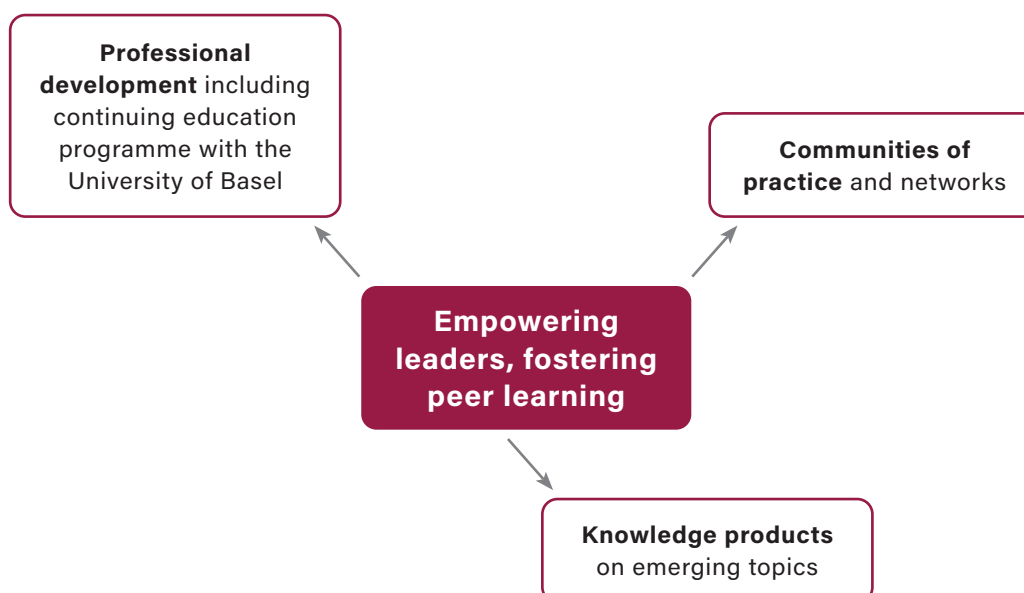 Professional
development including
continuing education
programme with the
University of Basel
Communities of
practice and networks
Empowering
leaders, fostering
peer learning
Knowledge products
on emerging topics